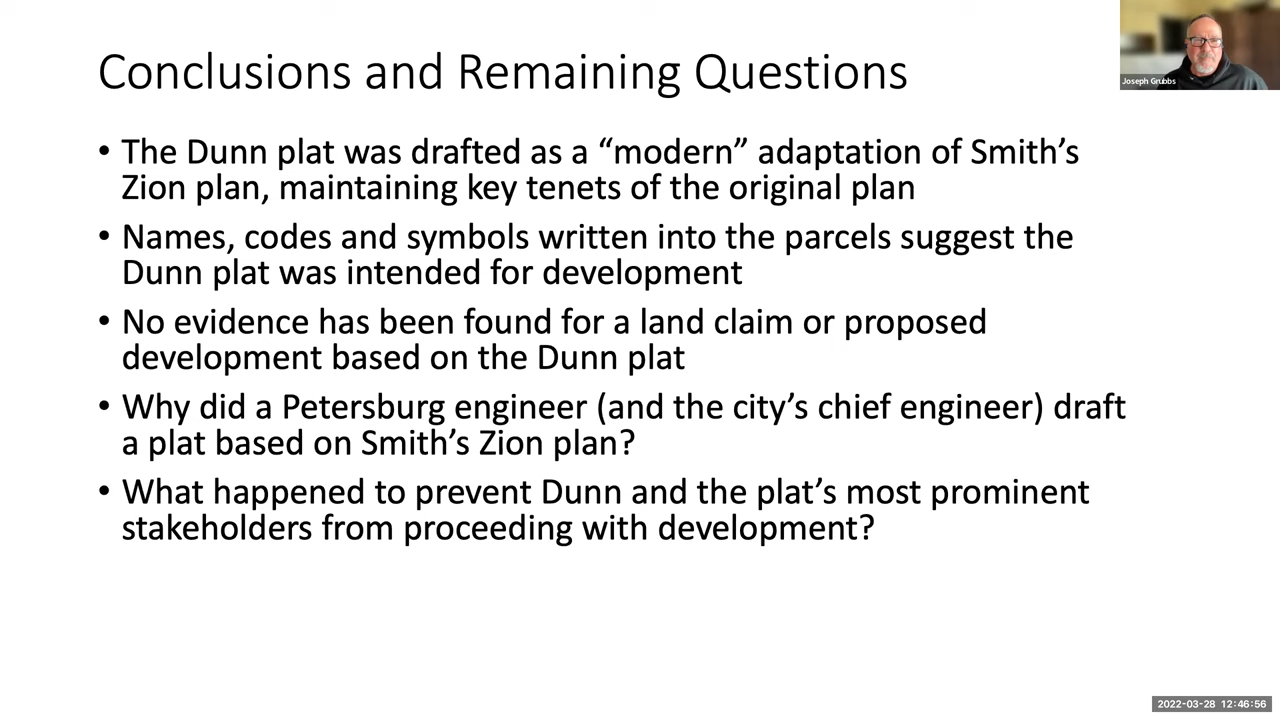 Conclusions and Remaining Questions
Joseph Grubbs
• The Dunn plat was drafted as a “modern” adaptation of Smith’s
Zion plan, maintaining key tenets of the original plan
• Names, codes and symbols written into the parcels suggest the
Dunn plat was intended for development
• No evidence has been found for a land claim or proposed
development based on the Dunn plat
• Why did a Petersburg engineer (and the city’s chief engineer) draft
a plat based on Smith’s Zion plan?
• What happened to prevent Dunn and the plat’s most prominent
stakeholders from proceeding with development?
2022-03-28 12:46:56